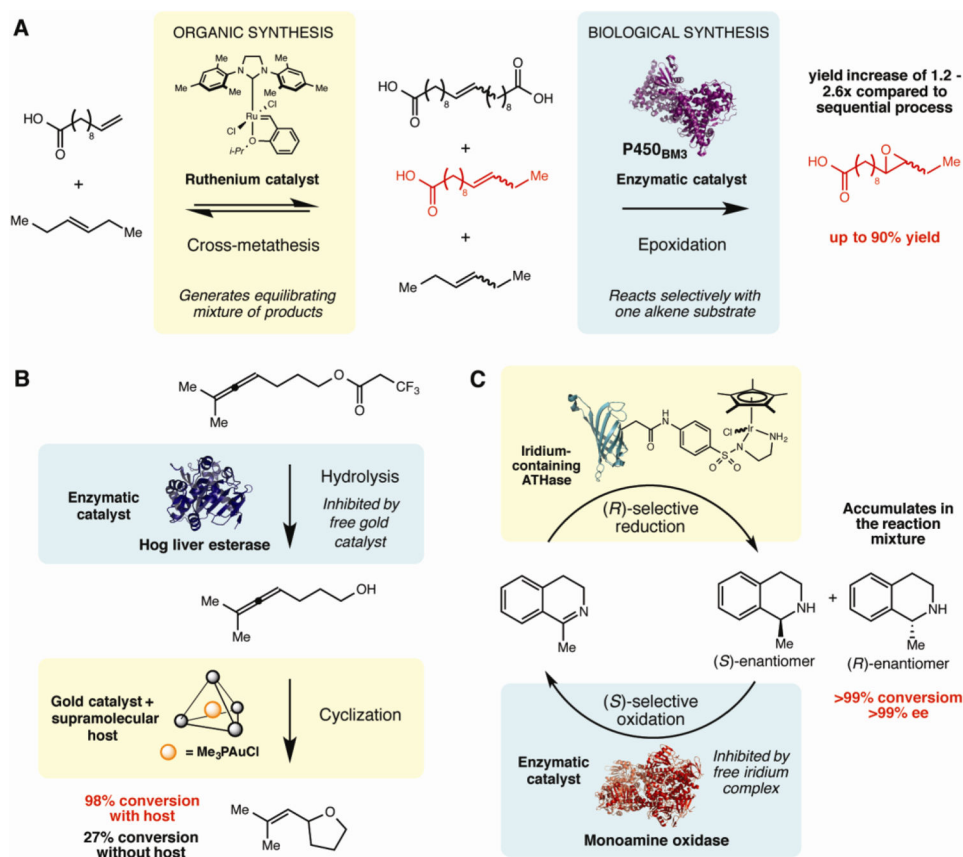 A
ORGANIC SYNTHESIS
Me
Me
Me
N
N
Me
Me
Me
Cl
Ru
Cl
O
i-Pr
Ruthenium catalyst
Cross-metathesis
Generates equilibrating
mixture of products
HO
O
8
+
Me
Me
O
HO
8
8
OH
O
+
HO
O
8
Me
+
Me
Me
BIOLOGICAL SYNTHESIS
P450BM3
Enzymatic catalyst
Epoxidation
Reacts selectively with
one alkene substrate
yield increase of 1.2 -
2.6x compared to
sequential process
HO
O
8
O
Me
up to 90% yield
B
Me
Me
O
O
CF3
Enzymatic
catalyst
Hog liver esterase
Hydrolysis
Inhibited by
free gold
catalyst
Me
Me
OH
Gold catalyst +
supramolecular
host
= Me3PAuCl
Cyclization
98% conversion
with host
27% conversion
without host
Me
Me
O
C
Iridium-
containing
ATHase
O
H
N
S
O
O
N
Ir
Cl
NH2
(R)-selective
reduction
Accumulates in
the reaction
mixture
N
Me
NH
Me
(S)-enantiomer
+
NH
Me
(R)-enantiomer
>99% conversiom
>99% ee
(S)-selective
oxidation
Enzymatic
catalyst
Inhibited by
free iridium
complex
Monoamine oxidase